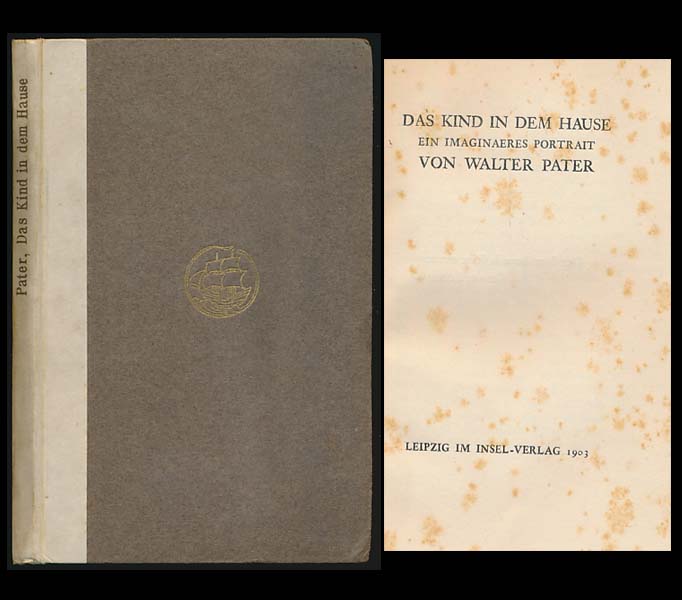 Pater, Das Kind in dem Hause
DAS KIND IN DEM HAUSE
EIN IMAGINAERES PORTRAIT
VON WALTER PATER
LEIPZIG IM INSEL-VERLAG 1903